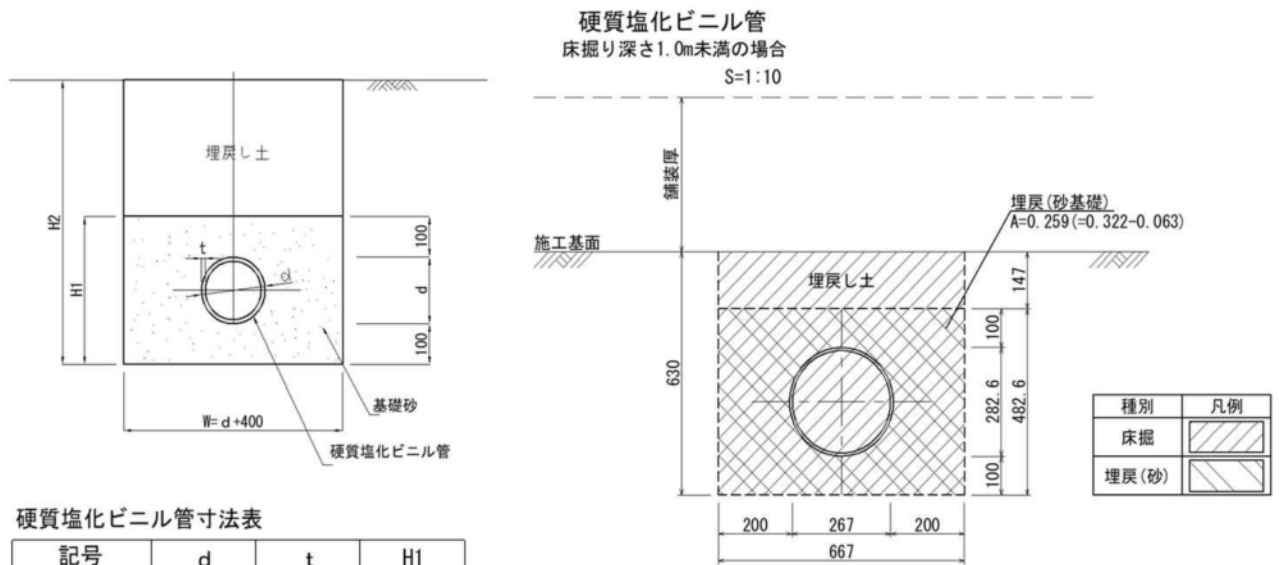 硬質塩化ビニル管
床掘り深さ1.0m未満の場合
S=1:10
埋戻し土
H2
H1
t
d
100
d
100
W=d+400
基礎砂
硬質塩化ビニル管
舗装厚
施工基面
埋戻(砂基礎)
A=0.259(=0.322-0.063)
埋戻し土
630
147
100
282.6
482.6
100
200
267
200
667
種別 凡例
床掘
埋戻(砂)
硬質塩化ビニル管寸法表
記号 d t H1